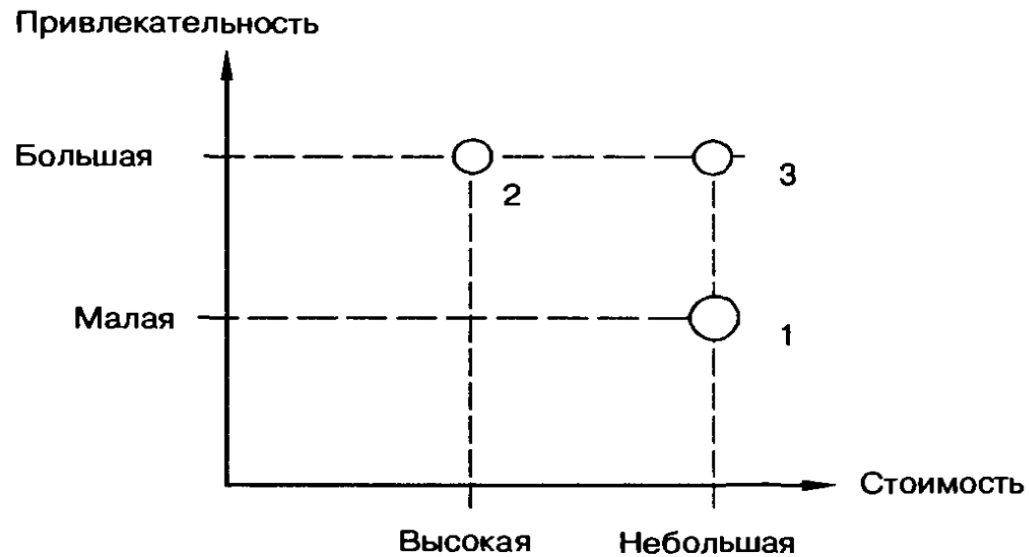 Привлекательность
Большая
2
3
Малая
1
Стоимость
Высокая
Небольшая